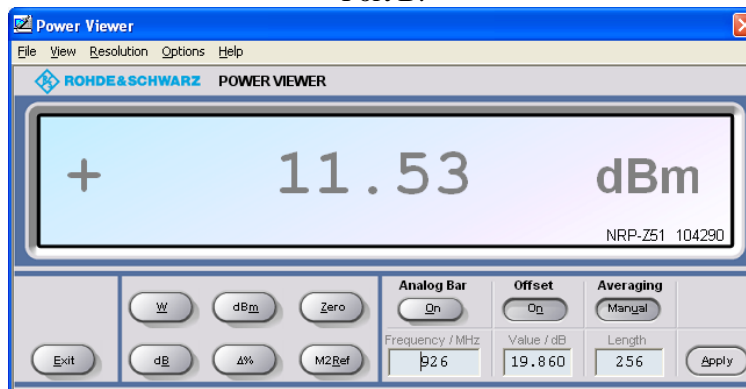 Power Viewer
File View Resolution Options Help
ROHDE&SCHWARZ POWER VIEWER
+ 11.53 dBm
NRP-Z51 104290
Analog Bar Offset Averaging
W dBm Zero On On Manual
Frequency / MHz Value / dB Length
Exit dB Δ% M2Ref 926 19.860 256 Apply